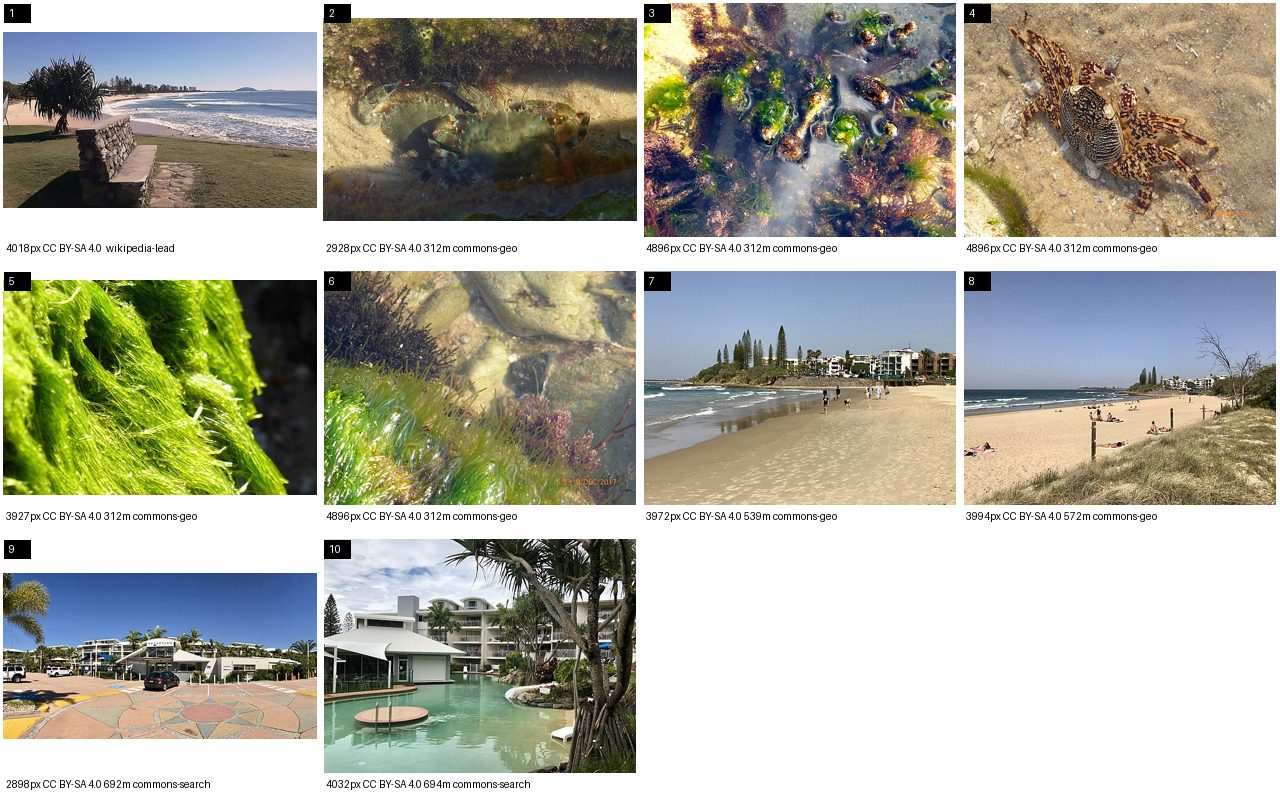 1
2
3
4
4018px CC BY-SA 4.0 wikipedia-lead
2928px CC BY-SA 4.0 312m commons-geo
4896px CC BY-SA 4.0 312m commons-geo
4896px CC BY-SA 4.0 312m commons-geo
5
6
7
8
9/DEC/2017
3927px CC BY-SA 4.0 312m commons-geo
4896px CC BY-SA 4.0 312m commons-geo
3972px CC BY-SA 4.0 539m commons-geo
3994px CC BY-SA 4.0 572m commons-geo
9
10
2898px CC BY-SA 4.0 692m commons-search
4032px CC BY-SA 4.0 694m commons-search